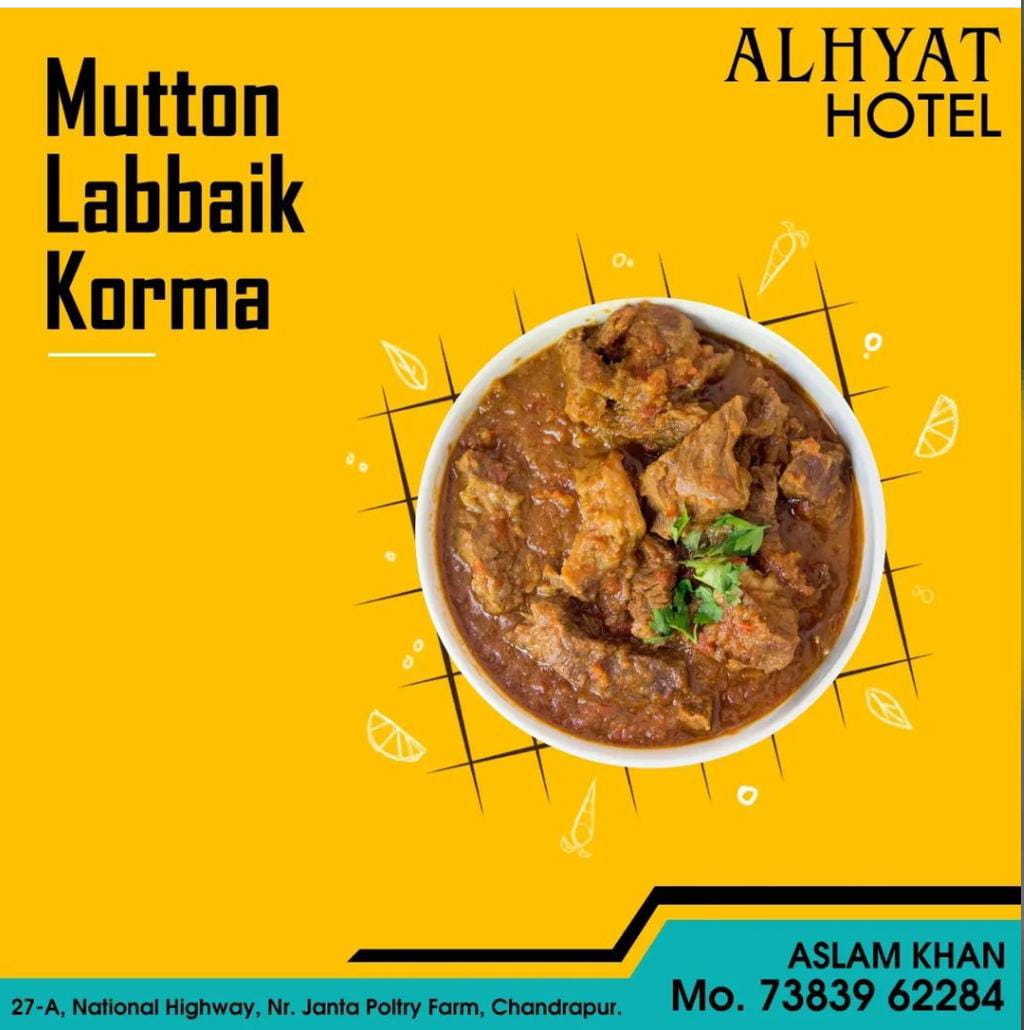 ALHYAT
HOTEL
Mutton
Labbaik
Korma
ASLAM KHAN
Mo. 73839 62284
27-A, National Highway, Nr. Janta Poltry Farm, Chandrapur.